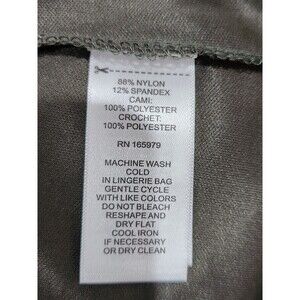 88% NYLON
12% SPANDEX
CAMI:
100% POLYESTER
CROCHET:
100% POLYESTER
RN 165979
MACHINE WASH
COLD
IN LINGERIE BAG
GENTLE CYCLE
WITH LIKE COLORS
DO NOT BLEACH
RESHAPE AND
DRY FLAT
COOL IRON
IF NECESSARY
OR DRY CLEAN